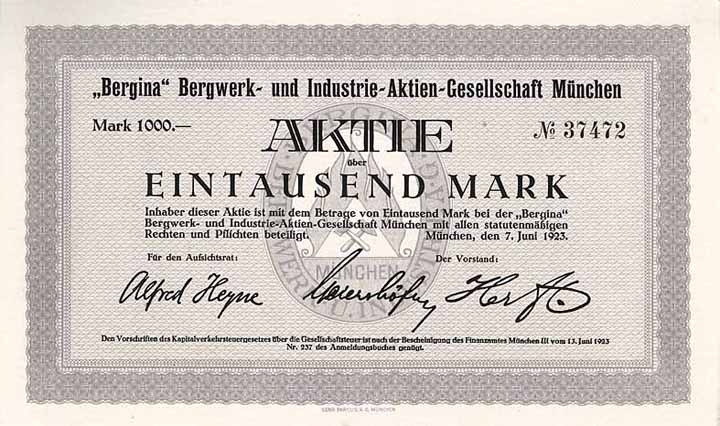 „Bergina“ Bergwerk- und Industrie-Aktien-Gesellschaft München
Mark 1000.— AKTIE № 37472
über
EINTAUSEND MARK
Inhaber dieser Aktie ist mit dem Betrage von Eintausend Mark bei der „Bergina“
Bergwerk- und Industrie-Aktien-Gesellschaft München mit allen statutenmäßigen
Rechten und Pflichten beteiligt. München, den 7. Juni 1923.
Für den Aufsichtsrat: Der Vorstand:
MÜNCHEN
Alfred Heyne
Den Vorschriften des Kapitalverkehrsteuergesetzes über die Gesellschaftsteuer ist nach der Bescheinigung des Finanzamtes München III vom 13. Juni 1923
Nr. 237 des Anmeldungsbuches genügt.
GEBR. PARCUS A. G. MÜNCHEN